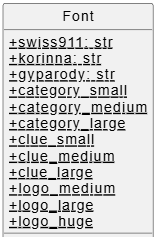 Font
+swiss911: str
+korinna: str
+gyparody: str
+category_small
+category_medium
+category_large
+clue_small
+clue_medium
+clue_large
+logo_medium
+logo_large
+logo_huge